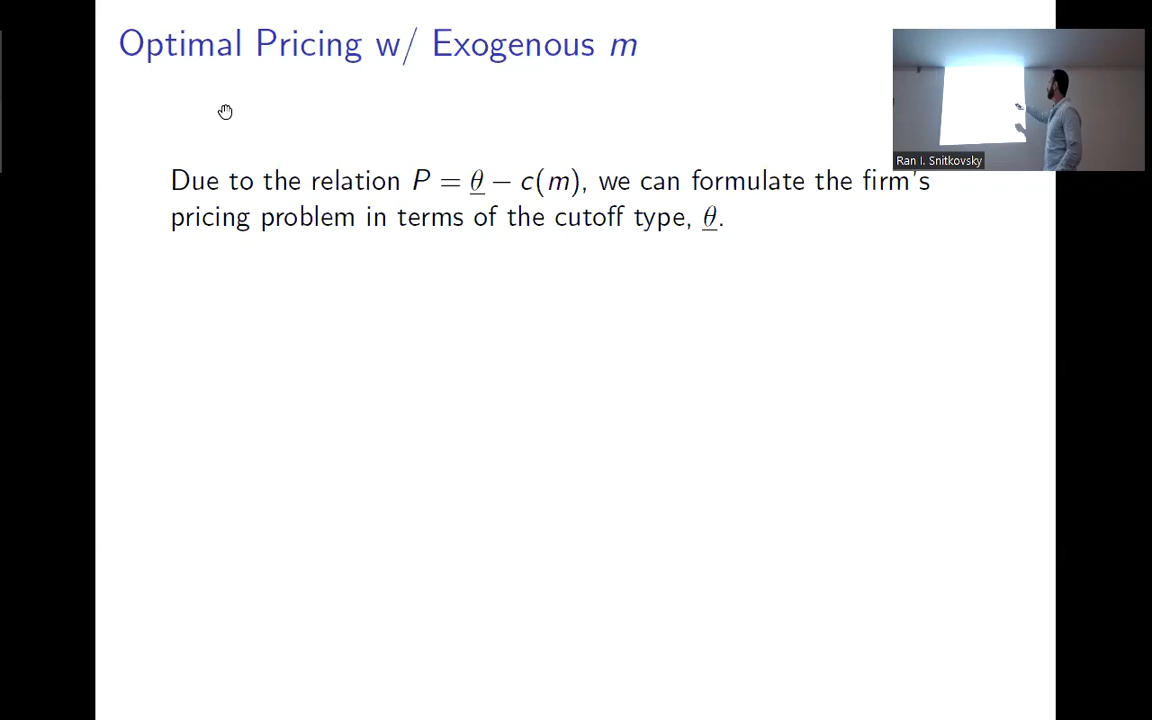 Optimal Pricing w/ Exogenous m
Ran I. Snitkovsky
Due to the relation P = θ̲ − c(m), we can formulate the firm's
pricing problem in terms of the cutoff type, θ̲.